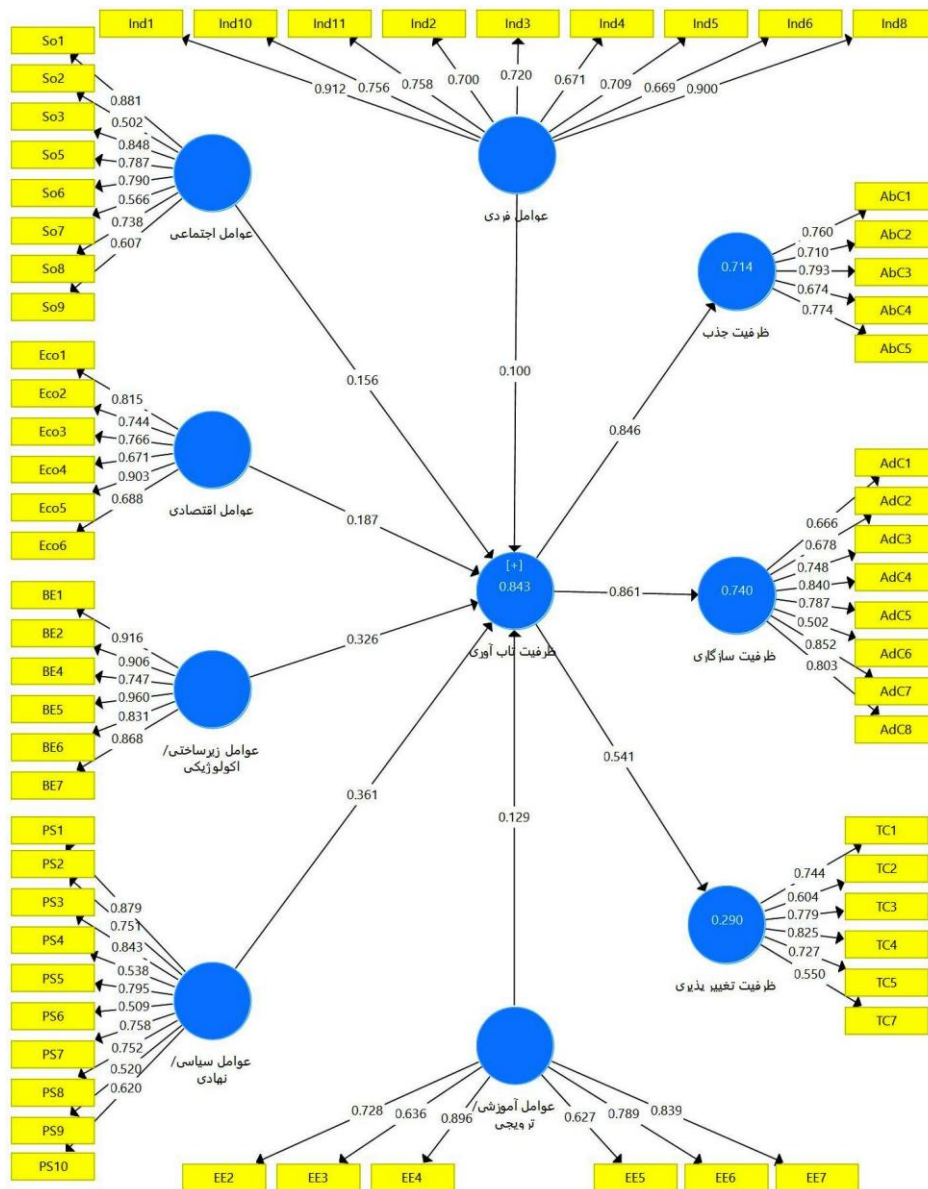 Ind1
Ind10
Ind11
Ind2
Ind3
Ind4
Ind5
Ind6
Ind8
0.912
0.756
0.758
0.700
0.720
0.671
0.709
0.669
0.900
عوامل فردی
So1
So2
So3
So5
So6
So7
So8
So9
0.881
0.502
0.848
0.787
0.790
0.566
0.738
0.607
عوامل اجتماعی
0.156
0.100
Eco1
Eco2
Eco3
Eco4
Eco5
Eco6
0.815
0.744
0.766
0.671
0.903
0.688
عوامل اقتصادی
0.187
BE1
BE2
BE4
BE5
BE6
BE7
0.916
0.906
0.747
0.960
0.831
0.868
عوامل زیرساختی/
اکولوژیکی
0.326
PS1
PS2
PS3
PS4
PS5
PS6
PS7
PS8
PS9
PS10
0.879
0.751
0.843
0.538
0.795
0.509
0.758
0.752
0.520
0.620
عوامل سیاسی/
نهادی
0.361
[+]
0.843
ظرفیت تاب آوری
0.129
عوامل آموزشی/
ترویجی
0.728
0.636
0.896
0.627
0.789
0.839
EE2
EE3
EE4
EE5
EE6
EE7
0.846
0.714
ظرفیت جذب
0.760
0.710
0.793
0.674
0.774
AbC1
AbC2
AbC3
AbC4
AbC5
0.861
0.740
ظرفیت سازگاری
0.666
0.678
0.748
0.840
0.787
0.502
0.852
0.803
AdC1
AdC2
AdC3
AdC4
AdC5
AdC6
AdC7
AdC8
0.541
0.290
ظرفیت تغییر پذیری
0.744
0.604
0.779
0.825
0.727
0.550
TC1
TC2
TC3
TC4
TC5
TC7